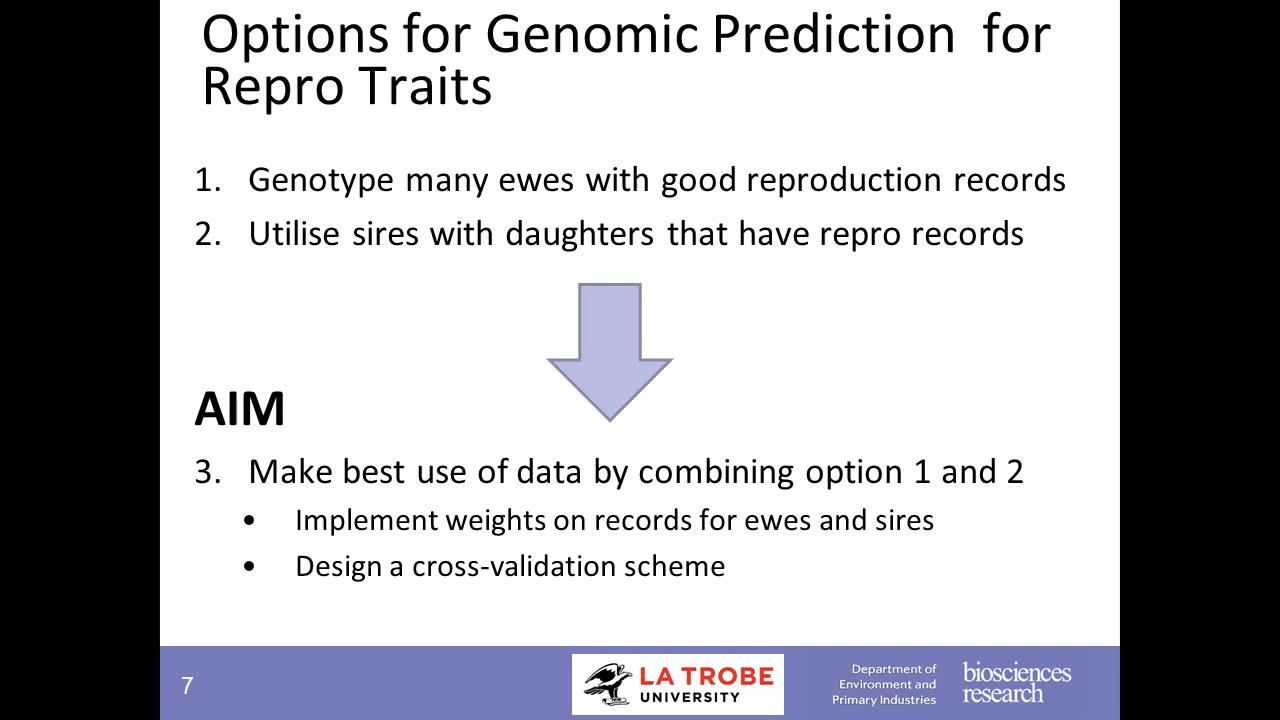 Options for Genomic Prediction  for
Repro Traits
1. Genotype many ewes with good reproduction records
2. Utilise sires with daughters that have repro records
AIM
3. Make best use of data by combining option 1 and 2
• Implement weights on records for ewes and sires
• Design a cross-validation scheme
7
LA TROBE
UNIVERSITY
Department of
Environment and
Primary Industries
biosciences
research